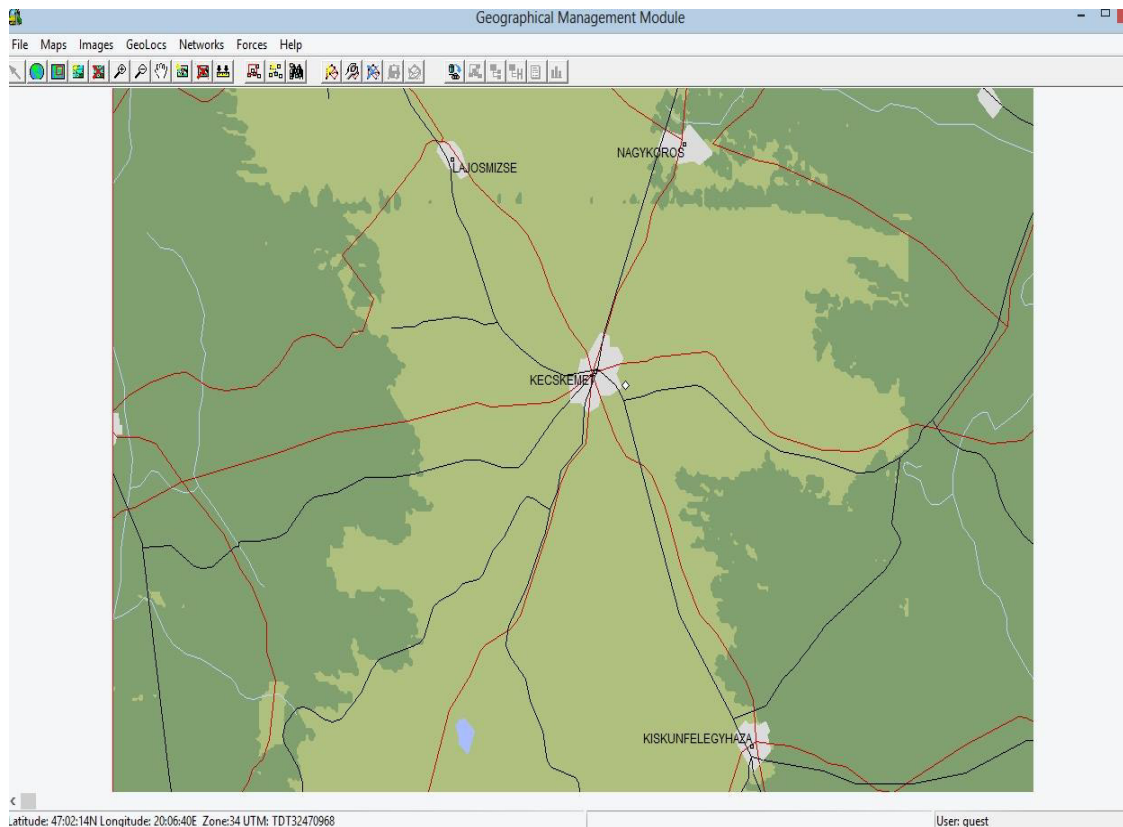 Geographical Management Module
File Maps Images GeoLocs Networks Forces Help
NAGYKOROS
LAJOSMIZSE
KECSKEMET
KISKUNFELEGYHAZA
Latitude: 47:02:14N Longitude: 20:06:40E Zone:34 UTM: TDT32470968
User: guest